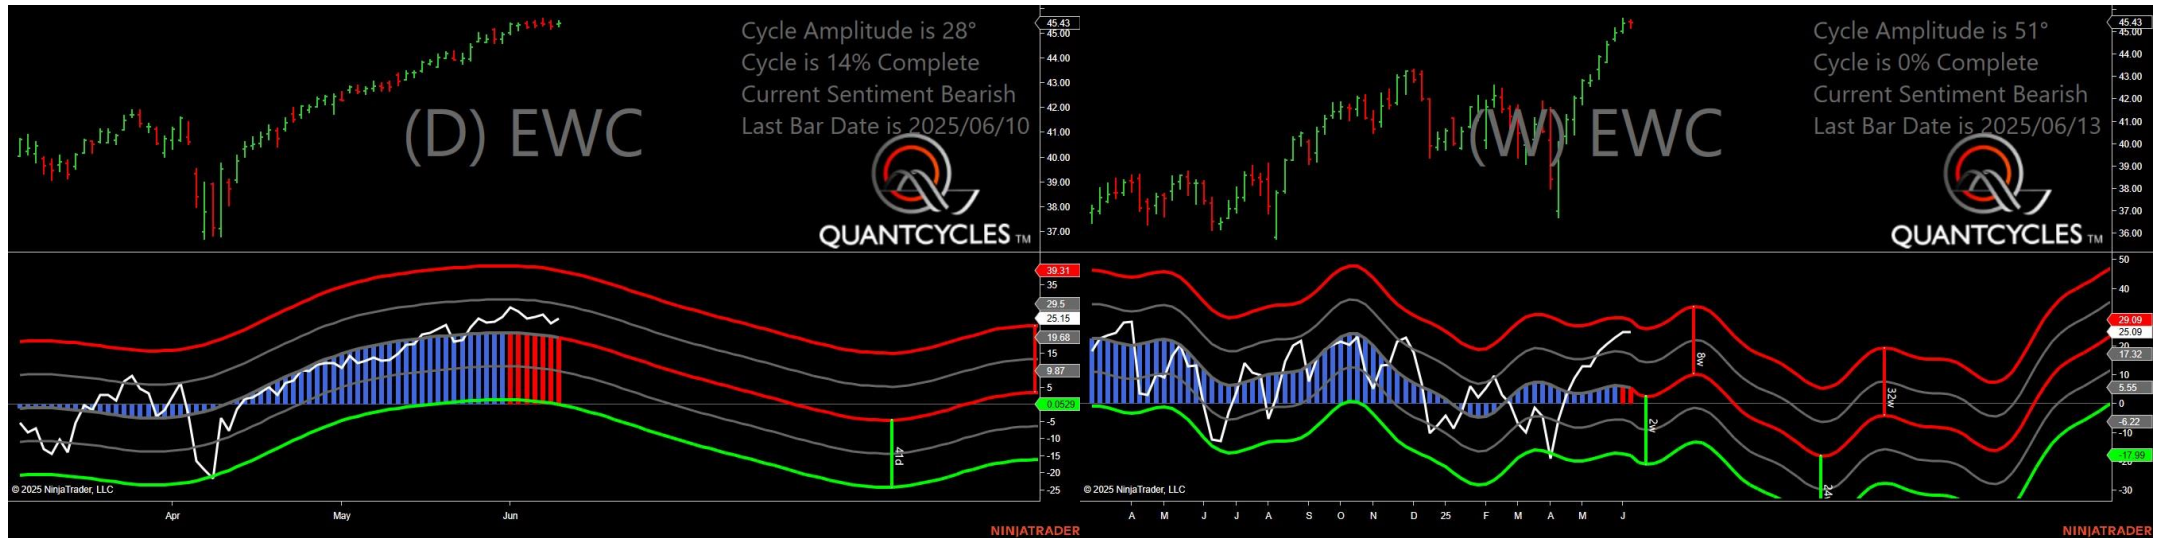 Cycle Amplitude is 28°
Cycle is 14% Complete
Current Sentiment Bearish
Last Bar Date is 2025/06/10
(D) EWC
QUANTCYCLES TM
45.43
45.00
44.00
43.00
42.00
41.00
40.00
39.00
38.00
37.00
39.31
35
29.5
25.15
19.68
15
9.87
5
0.0529
-5
-10
-15
-20
-25
41d
© 2025 NinjaTrader, LLC
Apr May Jun
NINJATRADER
Cycle Amplitude is 51°
Cycle is 0% Complete
Current Sentiment Bearish
Last Bar Date is 2025/06/13
(W) EWC
QUANTCYCLES TM
45.43
45.00
44.00
43.00
42.00
41.00
40.00
39.00
38.00
37.00
36.00
50
40
29.09
25.09
17.32
10
5.55
0
-6.22
-10
-17.99
-30
8w
2w
32w
© 2025 NinjaTrader, LLC
A M J J A S O N D 25 F M A M J
NINJATRADER